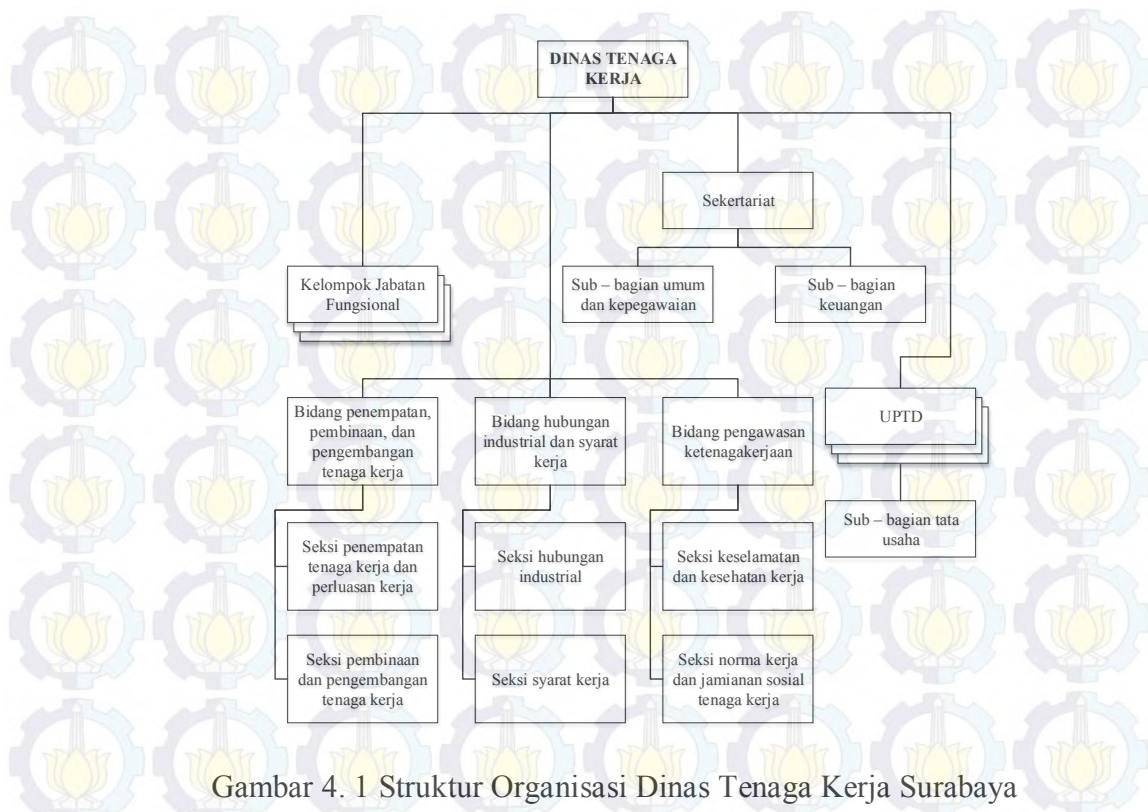 DINAS TENAGA
KERJA
Sekertariat
Kelompok Jabatan
Fungsional
Sub – bagian umum
dan kepegawaian
Sub – bagian
keuangan
Bidang penempatan,
pembinaan, dan
pengembangan
tenaga kerja
Bidang hubungan
industrial dan syarat
kerja
Bidang pengawasan
ketenagakerjaan
UPTD
Sub – bagian tata
usaha
Seksi penempatan
tenaga kerja dan
perluasan kerja
Seksi hubungan
industrial
Seksi keselamatan
dan kesehatan kerja
Seksi pembinaan
dan pengembangan
tenaga kerja
Seksi syarat kerja
Seksi norma kerja
dan jamianan sosial
tenaga kerja
Gambar 4. 1 Struktur Organisasi Dinas Tenaga Kerja Surabaya